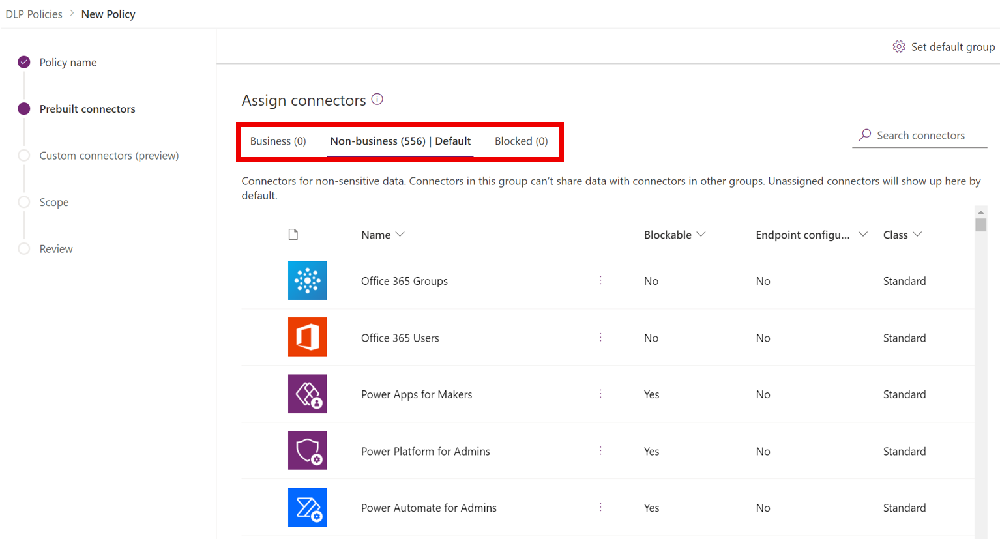 DLP Policies > New Policy
Set default group
Policy name
Prebuilt connectors
Custom connectors (preview)
Scope
Review
Assign connectors
Business (0) Non-business (556) | Default Blocked (0)
Search connectors
Connectors for non-sensitive data. Connectors in this group can’t share data with connectors in other groups. Unassigned connectors will show up here by
default.
Name Blockable Endpoint configu... Class
Office 365 Groups No No Standard
Office 365 Users No No Standard
Power Apps for Makers Yes No Standard
Power Platform for Admins Yes No Standard
Power Automate for Admins Yes No Standard